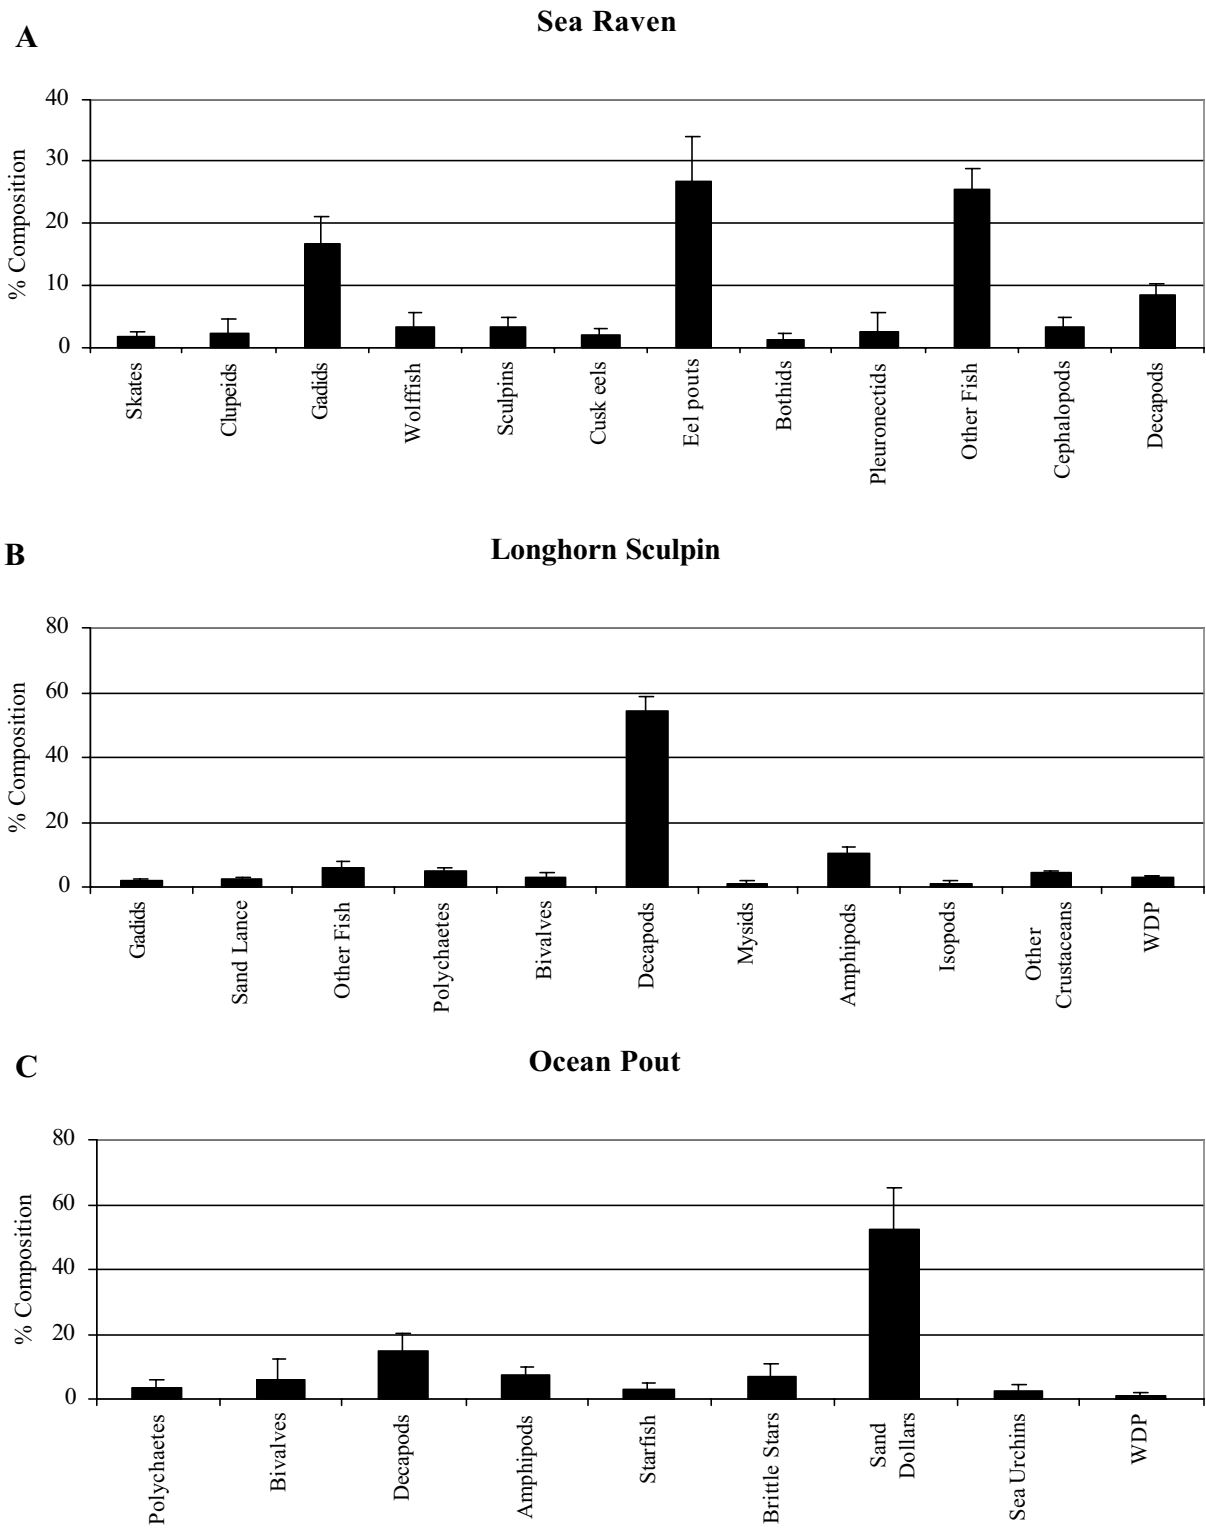 A
Sea Raven
% Composition
40
30
20
10
0
Skates
Clupeids
Gadids
Wolffish
Sculpins
Cusk eels
Eel pouts
Bothids
Pleuronectids
Other Fish
Cephalopods
Decapods
B
Longhorn Sculpin
% Composition
80
60
40
20
0
Gadids
Sand Lance
Other Fish
Polychaetes
Bivalves
Decapods
Mysids
Amphipods
Isopods
Other
Crustaceans
WDP
C
Ocean Pout
% Composition
80
60
40
20
0
Polychaetes
Bivalves
Decapods
Amphipods
Starfish
Brittle Stars
Sand
Dollars
Sea Urchins
WDP